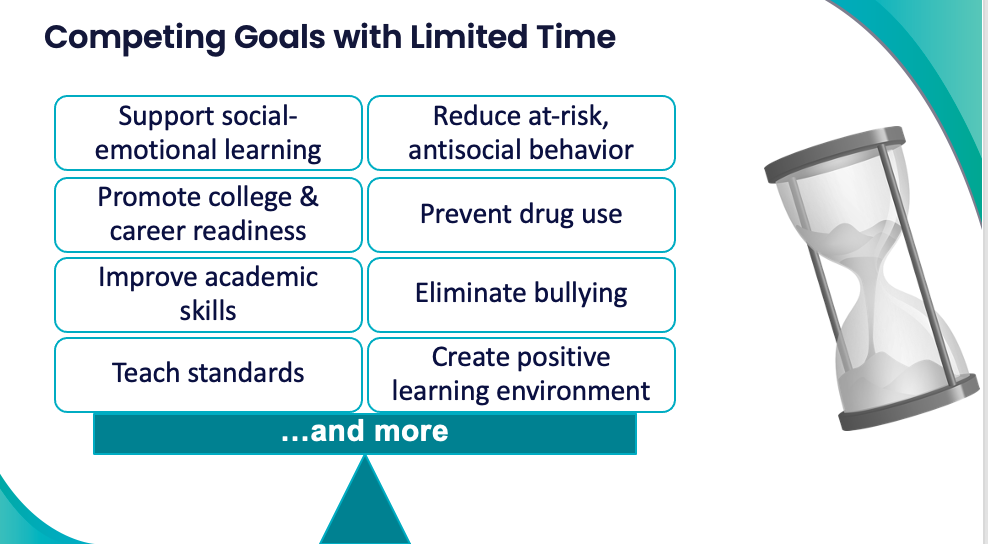 Competing Goals with Limited Time
Support social-
emotional learning
Reduce at-risk,
antisocial behavior
Promote college &
career readiness
Prevent drug use
Improve academic
skills
Eliminate bullying
Teach standards
Create positive
learning environment
...and more